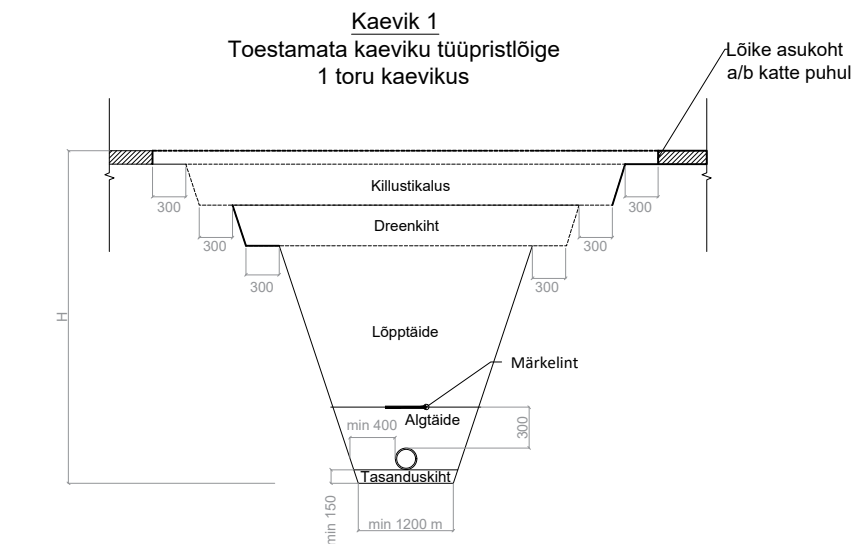 Kaevik 1
Toestamata kaeviku tüüpristlõige
1 toru kaevikus
Lõike asukoht
a/b katte puhul
Killustikalus
300
300
Dreenkiht
300
300
300
300
H
Lõpptäide
Märkelint
Algtäide
min 400
300
Tasanduskiht
min 150
min 1200 m